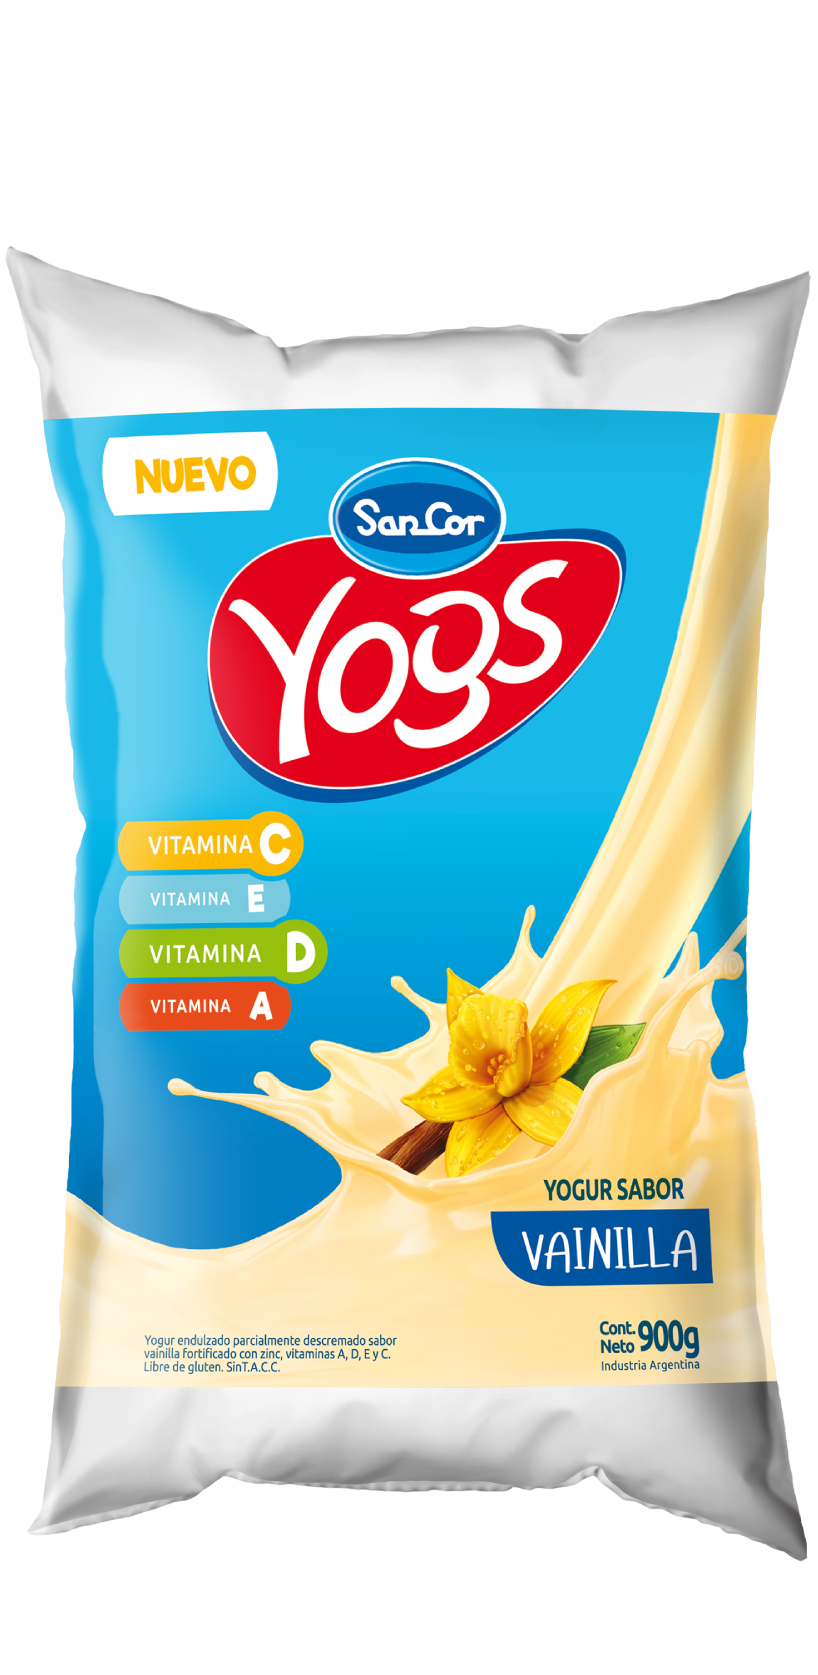 NUEVO
SanCor
Yogs
VITAMINA C
VITAMINA E
VITAMINA D
VITAMINA A
YOGUR SABOR
VAINILLA
Yogur endulzado parcialmente descremado sabor
vainilla fortificado con zinc, vitaminas A, D, E y C.
Libre de gluten. SinT.A.C.C.
Cont.
Neto 900g
Industria Argentina